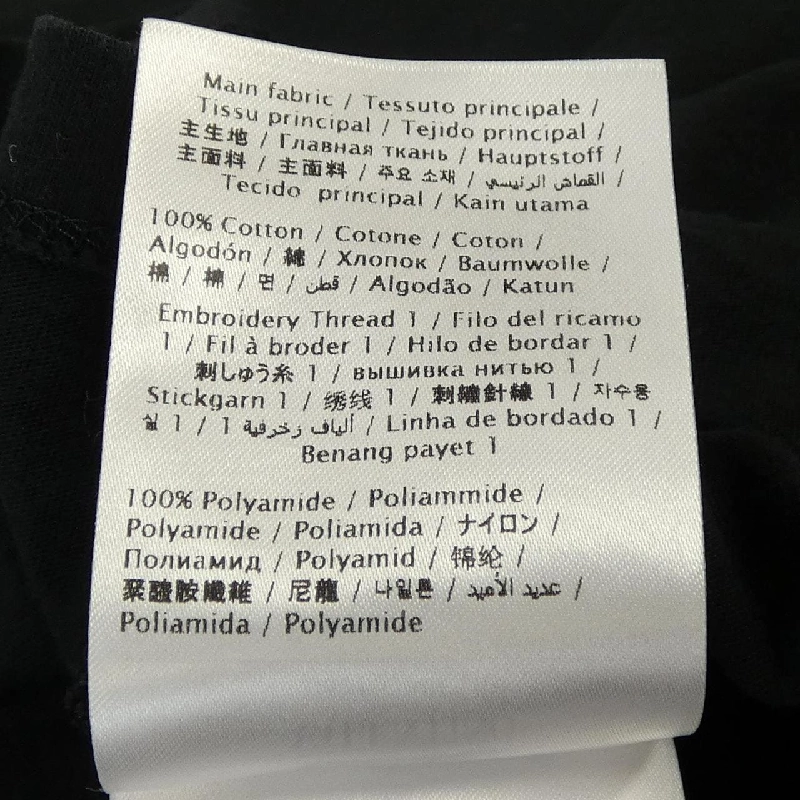 Main fabric / Tessuto principale /
Tissu principal / Tejido principal /
主生地 / Главная ткань / Hauptstoff /
主面料 / 主面料 / 주요 소재 / القماش الرئيسي /
Tecido principal / Kain utama
100% Cotton / Cotone / Coton /
Algodón / 綿 / Хлопок / Baumwolle /
棉 / 棉 / 면 / قطن / Algodão / Katun
Embroidery Thread 1 / Filo del ricamo
1 / Fil à broder 1 / Hilo de bordar 1 /
刺しゅう糸 1 / вышивка нитью 1 /
Stickgarn 1 / 绣线 1 / 刺繡針線 1 / 자수용
실 1 / 1 ألياف زخرفية / Linha de bordado 1 /
Benang payet 1
100% Polyamide / Poliammide /
Polyamide / Poliamida / ナイロン /
Полиамид / Polyamid / 锦纶 /
聚醯胺纖維 / 尼龍 / 나일론 / عديد الأميد /
Poliamida / Polyamide